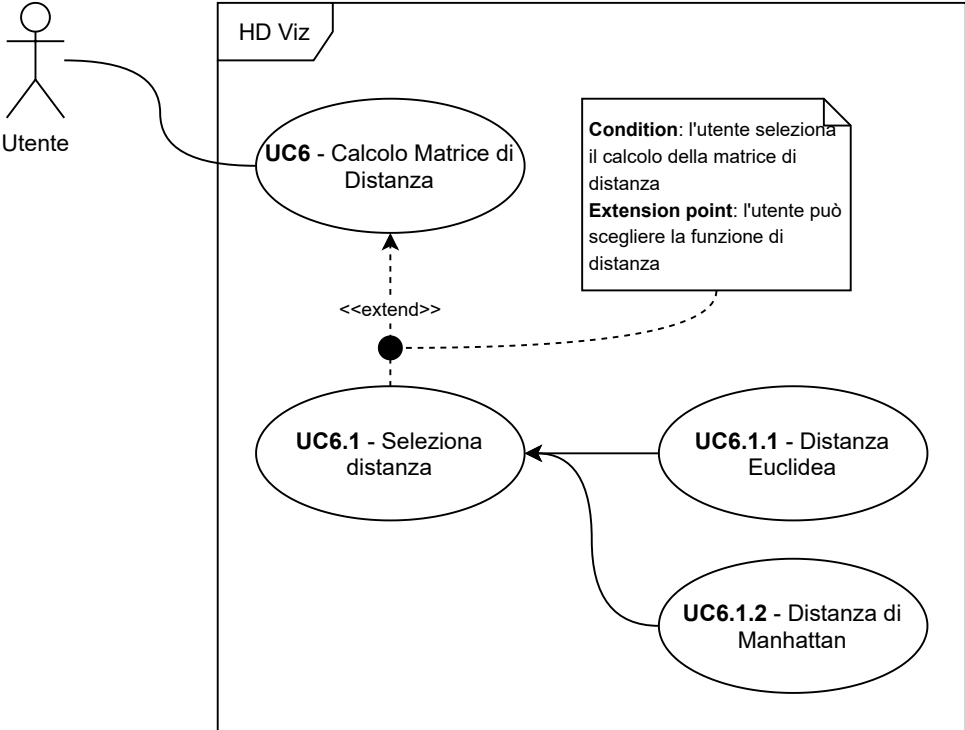 HD Viz
Utente
UC6 - Calcolo Matrice di
Distanza
Condition: l'utente seleziona
il calcolo della matrice di
distanza
Extension point: l'utente può
scegliere la funzione di
distanza
<<extend>>
UC6.1 - Seleziona
distanza
UC6.1.1 - Distanza
Euclidea
UC6.1.2 - Distanza di
Manhattan